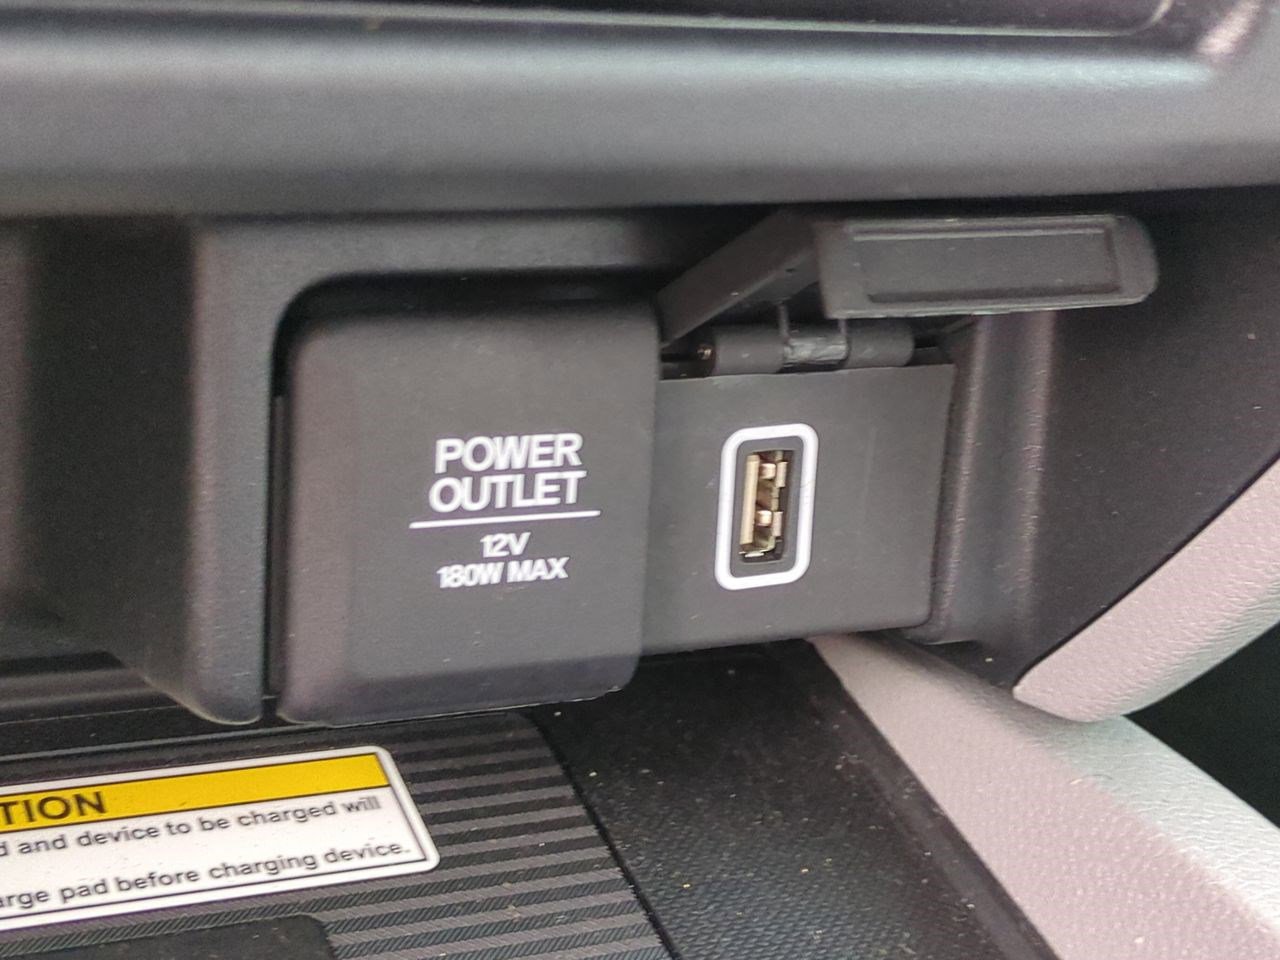 POWER
OUTLET
12V
180W MAX
TION
d and device to be charged will
arge pad before charging device.